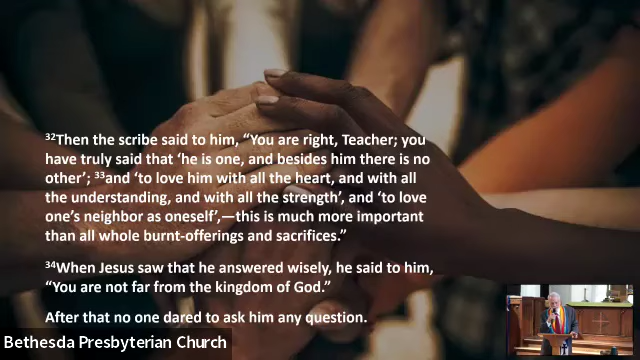 ³²Then the scribe said to him, “You are right, Teacher; you
have truly said that ‘he is one, and besides him there is no
other’; ³³and ‘to love him with all the heart, and with all
the understanding, and with all the strength’, and ‘to love
one’s neighbor as oneself’,—this is much more important
than all whole burnt-offerings and sacrifices.”
³⁴When Jesus saw that he answered wisely, he said to him,
“You are not far from the kingdom of God.”
After that no one dared to ask him any question.
Bethesda Presbyterian Church